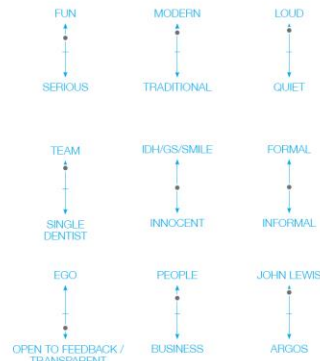 FUN MODERN LOUD
SERIOUS TRADITIONAL QUIET
TEAM IDH/GS/SMILE FORMAL
SINGLE INNOCENT INFORMAL
DENTIST
EGO PEOPLE JOHN LEWIS
OPEN TO FEEDBACK / BUSINESS ARGOS
TRANSPARENT